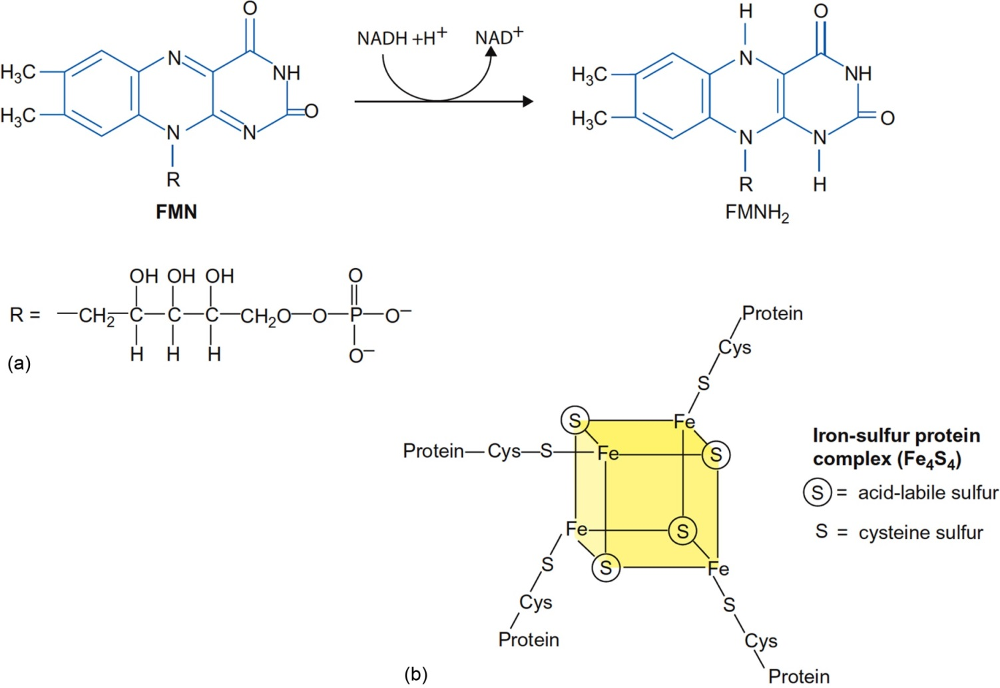 O
H
O
NADH +H⁺
NAD⁺
N
N
H₃C
NH
H₃C
NH
H₃C
O
H₃C
O
N
N
N
N
R
R
H
FMN
FMNH₂
OH OH OH
O
R = —CH₂—C—C—C—CH₂O—O—P—O⁻
H H H
O⁻
(a)
Protein
Cys
S
S
Fe
Protein—Cys—S—Fe
S
Fe
S
S
S
Fe
S
Cys
Protein
S
Cys
Protein
(b)
Iron-sulfur protein
complex (Fe₄S₄)
S = acid-labile sulfur
S = cysteine sulfur